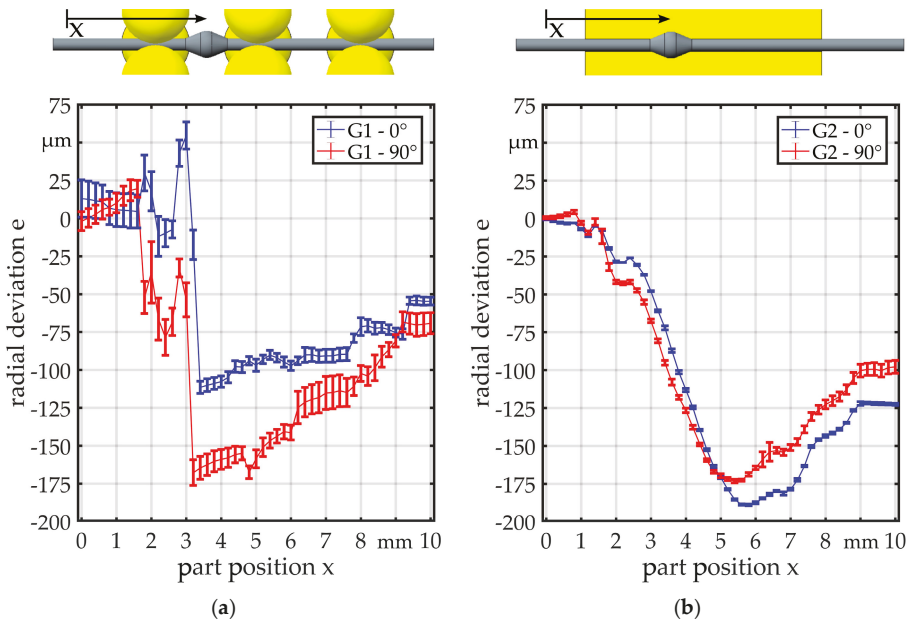 x
x
75
µm
25
0
-25
-50
-75
-100
-125
-150
-175
-200
radial deviation e
G1 - 0°
G1 - 90°
0 1 2 3 4 5 6 7 8 mm 10
part position x
(a)
75
µm
25
0
-25
-50
-75
-100
-125
-150
-175
-200
radial deviation e
G2 - 0°
G2 - 90°
0 1 2 3 4 5 6 7 8 mm 10
part position x
(b)